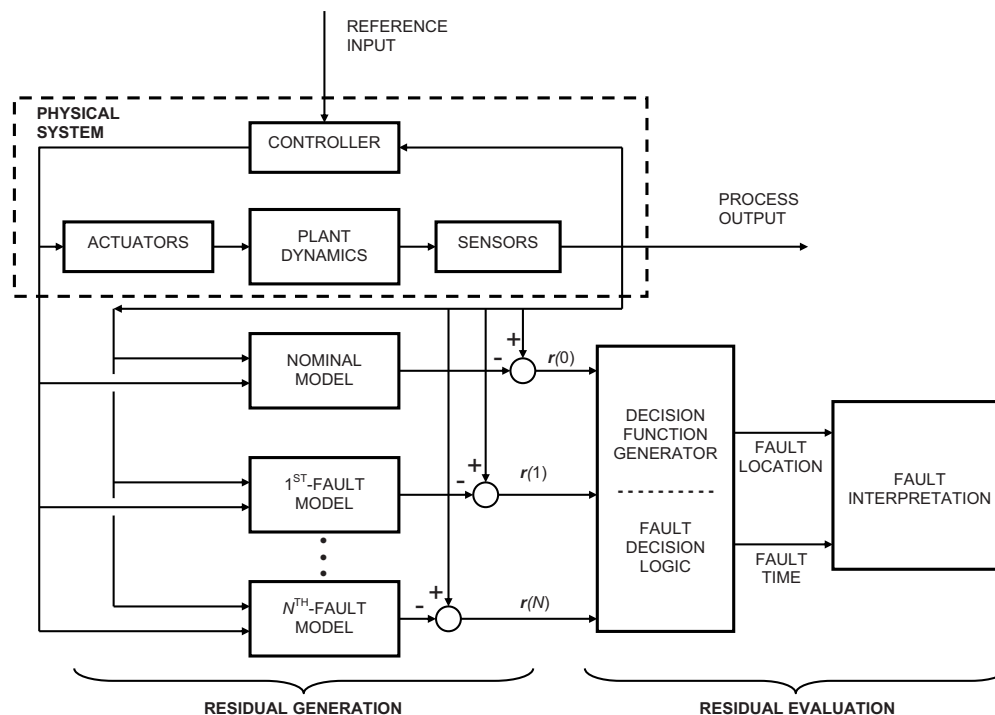 REFERENCE
INPUT
PHYSICAL
SYSTEM
CONTROLLER
PROCESS
OUTPUT
ACTUATORS
PLANT
DYNAMICS
SENSORS
NOMINAL
MODEL
+
-
r(0)
1ST-FAULT
MODEL
+
-
r(1)
NTH-FAULT
MODEL
+
-
r(N)
DECISION
FUNCTION
GENERATOR
FAULT
DECISION
LOGIC
FAULT
LOCATION
FAULT
TIME
FAULT
INTERPRETATION
RESIDUAL GENERATION
RESIDUAL EVALUATION